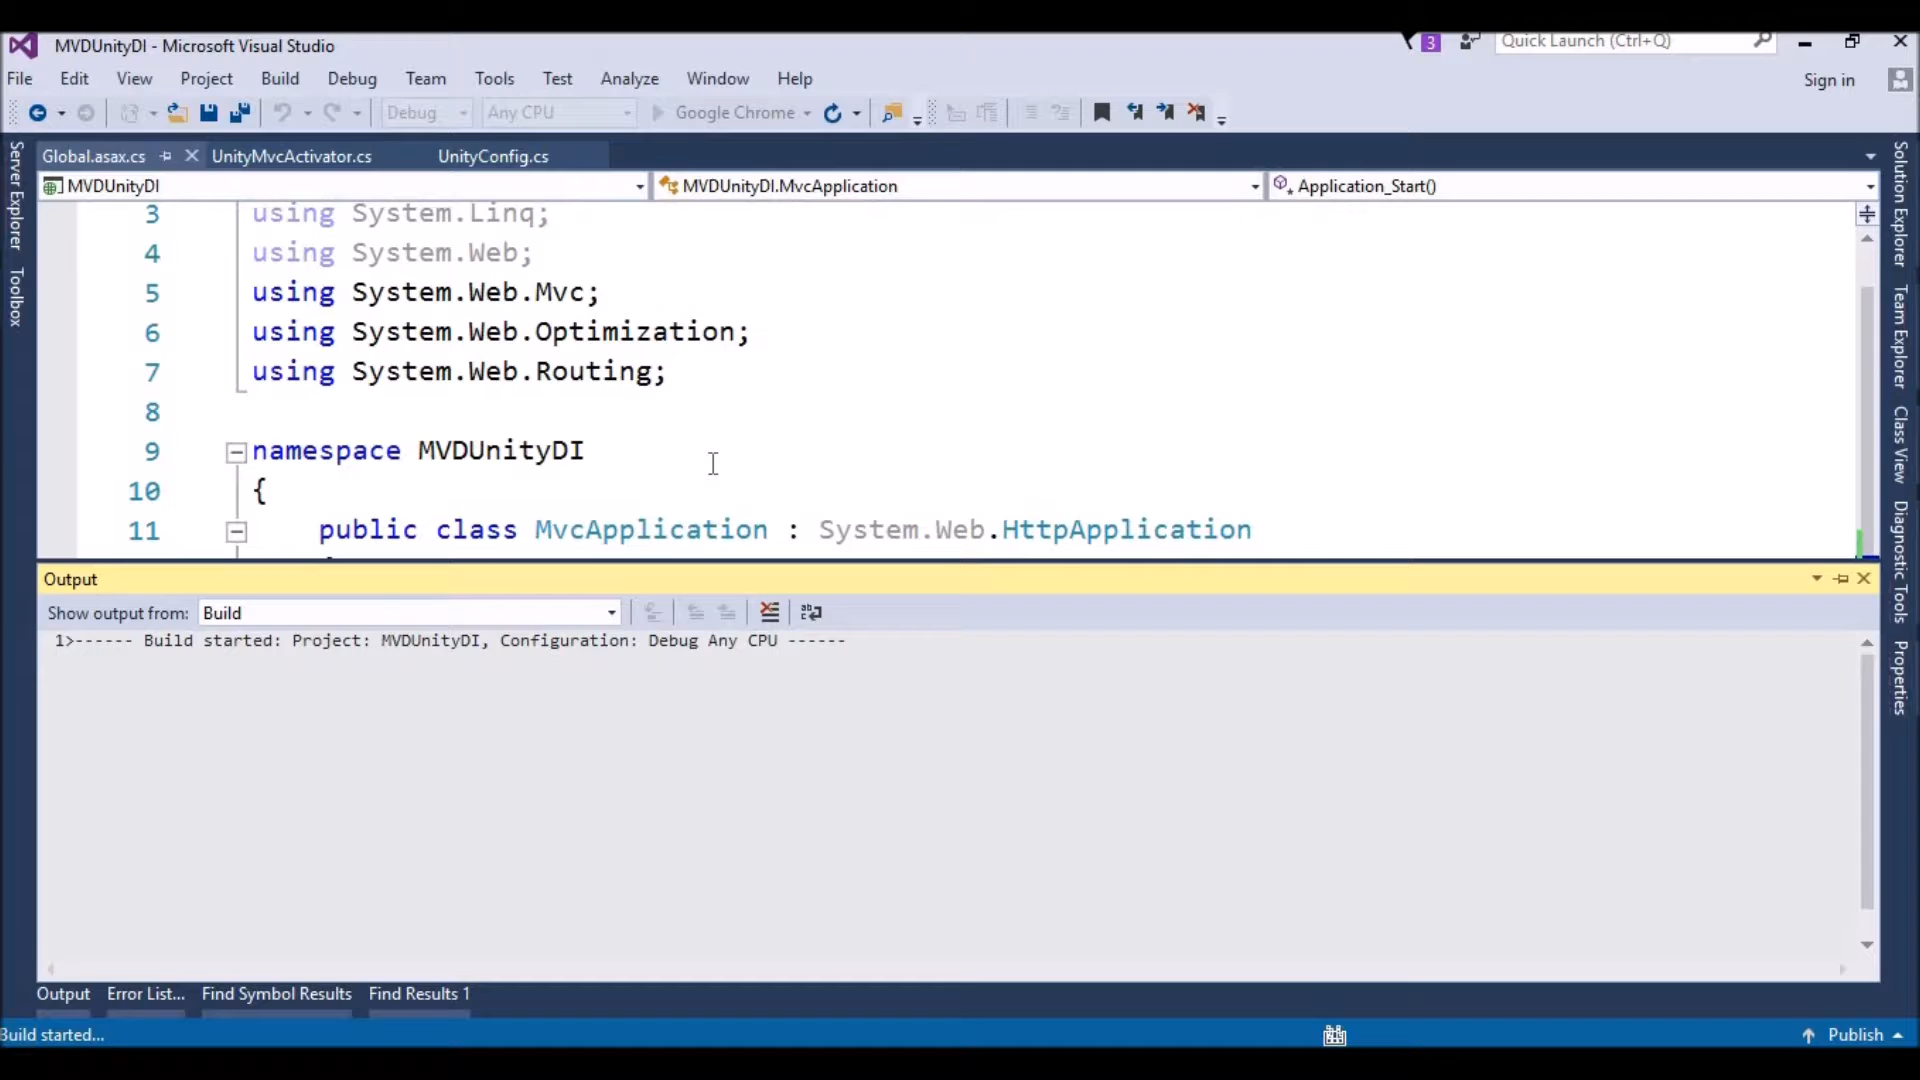 MVDUnityDI - Microsoft Visual Studio
3
Quick Launch (Ctrl+Q)
File Edit View Project Build Debug Team Tools Test Analyze Window Help
Sign in
Debug Any CPU Google Chrome
Global.asax.cs UnityMvcActivator.cs UnityConfig.cs
MVDUnityDI MVDUnityDI.MvcApplication Application_Start()
3 using System.Linq;
4 using System.Web;
5 using System.Web.Mvc;
6 using System.Web.Optimization;
7 using System.Web.Routing;
8
9 namespace MVDUnityDI
10 {
11 public class MvcApplication : System.Web.HttpApplication
Server Explorer
Toolbox
Solution Explorer
Team Explorer
Class View
Diagnostic Tools
Properties
Output
Show output from: Build
1>------ Build started: Project: MVDUnityDI, Configuration: Debug Any CPU ------
Output Error List... Find Symbol Results Find Results 1
Build started...
Publish